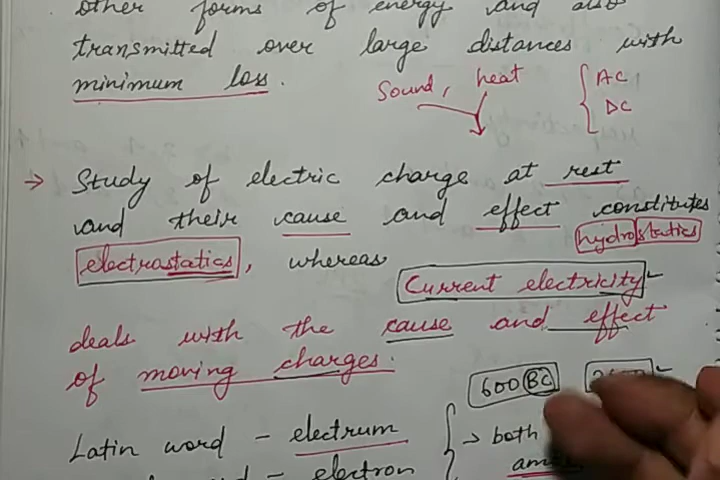 other forms of energy and also
transmitted over large distances with
minimum loss.
Sound, heat
AC
DC
→ Study of electric charge at rest
and their cause and effect constitutes
hydrostatics
electrostatics, whereas
Current electricity
deals with the cause and effect
of moving charges.
600 BC
Latin word - electrum
→ both
word - electron